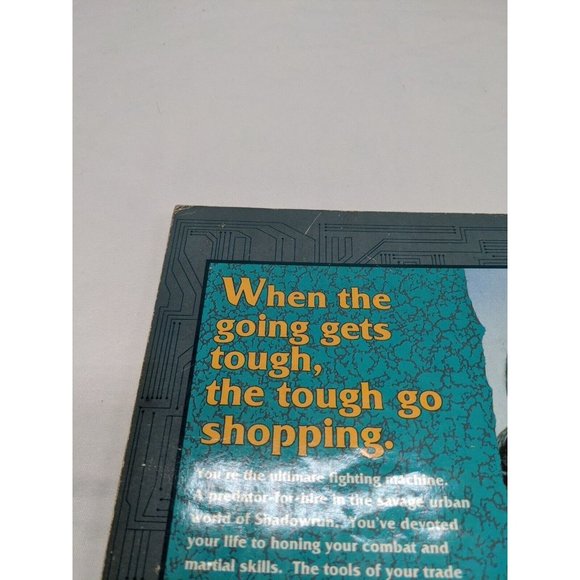 When the
going gets
tough,
the tough go
shopping.
You're the ultimate fighting machine.
A predator-for-hire in the savage urban
world of Shadowrun. You've devoted
your life to honing your combat and
martial skills. The tools of your trade